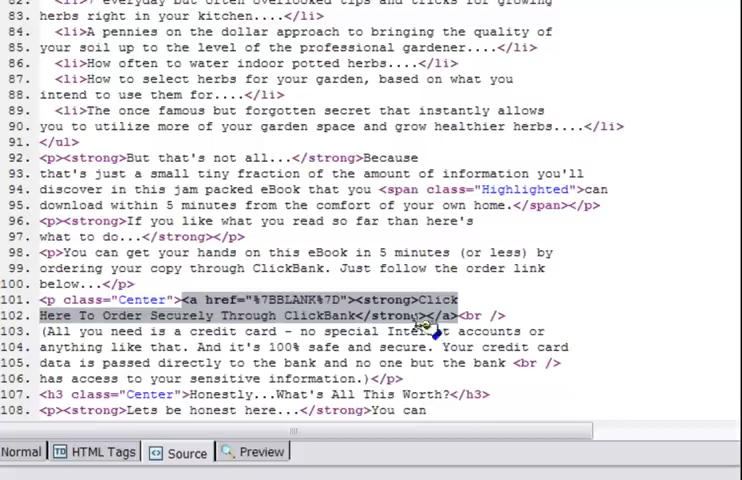 82.   <li>7 everyday but often overlooked tips and tricks for growing
83. herbs right in your kitchen....</li>
84.   <li>A pennies on the dollar approach to bringing the quality of
85. your soil up to the level of the professional gardener....</li>
86.   <li>How often to water indoor potted herbs....</li>
87.   <li>How to select herbs for your garden, based on what you
88. intend to use them for....</li>
89.   <li>The once famous but forgotten secret that instantly allows
90. you to utilize more of your garden space and grow healthier herbs....</li>
91. </ul>
92. <p><strong>But that's not all...</strong>Because
93. that's just a small tiny fraction of the amount of information you'll
94. discover in this jam packed eBook that you <span class="Highlighted">can
95. download within 5 minutes from the comfort of your own home.</span></p>
96. <p><strong>If you like what you read so far than here's
97. what to do...</strong></p>
98. <p>You can get your hands on this eBook in 5 minutes (or less) by
99. ordering your copy through ClickBank. Just follow the order link
100. below...</p>
101. <p class="Center"><a href="%7BBLANK%7D"><strong>Click
102. Here To Order Securely Through ClickBank</strong></a><br />
103. (All you need is a credit card - no special Internet accounts or
104. anything like that. And it's 100% safe and secure. Your credit card
105. data is passed directly to the bank and no one but the bank <br />
106. has access to your sensitive information.)</p>
107. <h3 class="Center">Honestly...What's All This Worth?</h3>
108. <p><strong>Lets be honest here...</strong>You can
Normal TD HTML Tags <> Source Preview